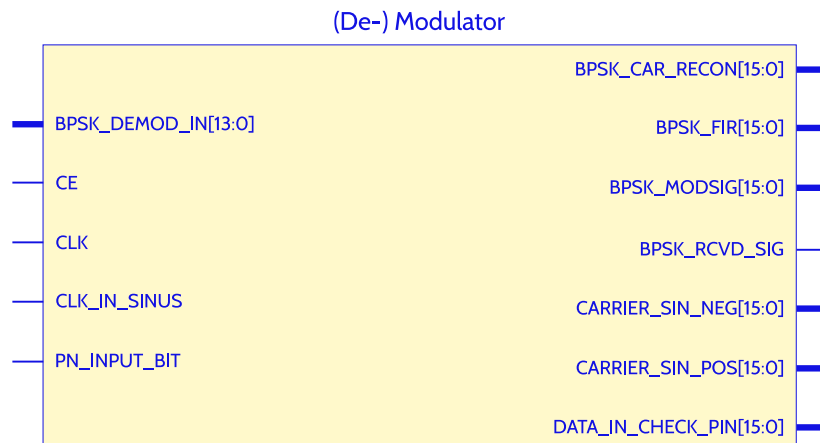 (De-) Modulator
BPSK_CAR_RECON[15:0]
BPSK_DEMOD_IN[13:0]
BPSK_FIR[15:0]
CE
BPSK_MODSIG[15:0]
CLK
BPSK_RCVD_SIG
CLK_IN_SINUS
CARRIER_SIN_NEG[15:0]
PN_INPUT_BIT
CARRIER_SIN_POS[15:0]
DATA_IN_CHECK_PIN[15:0]